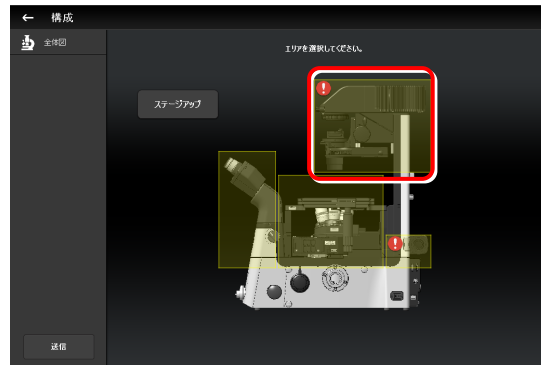 ← 構成
全体図
エリアを選択してください。
ステージアップ
送信